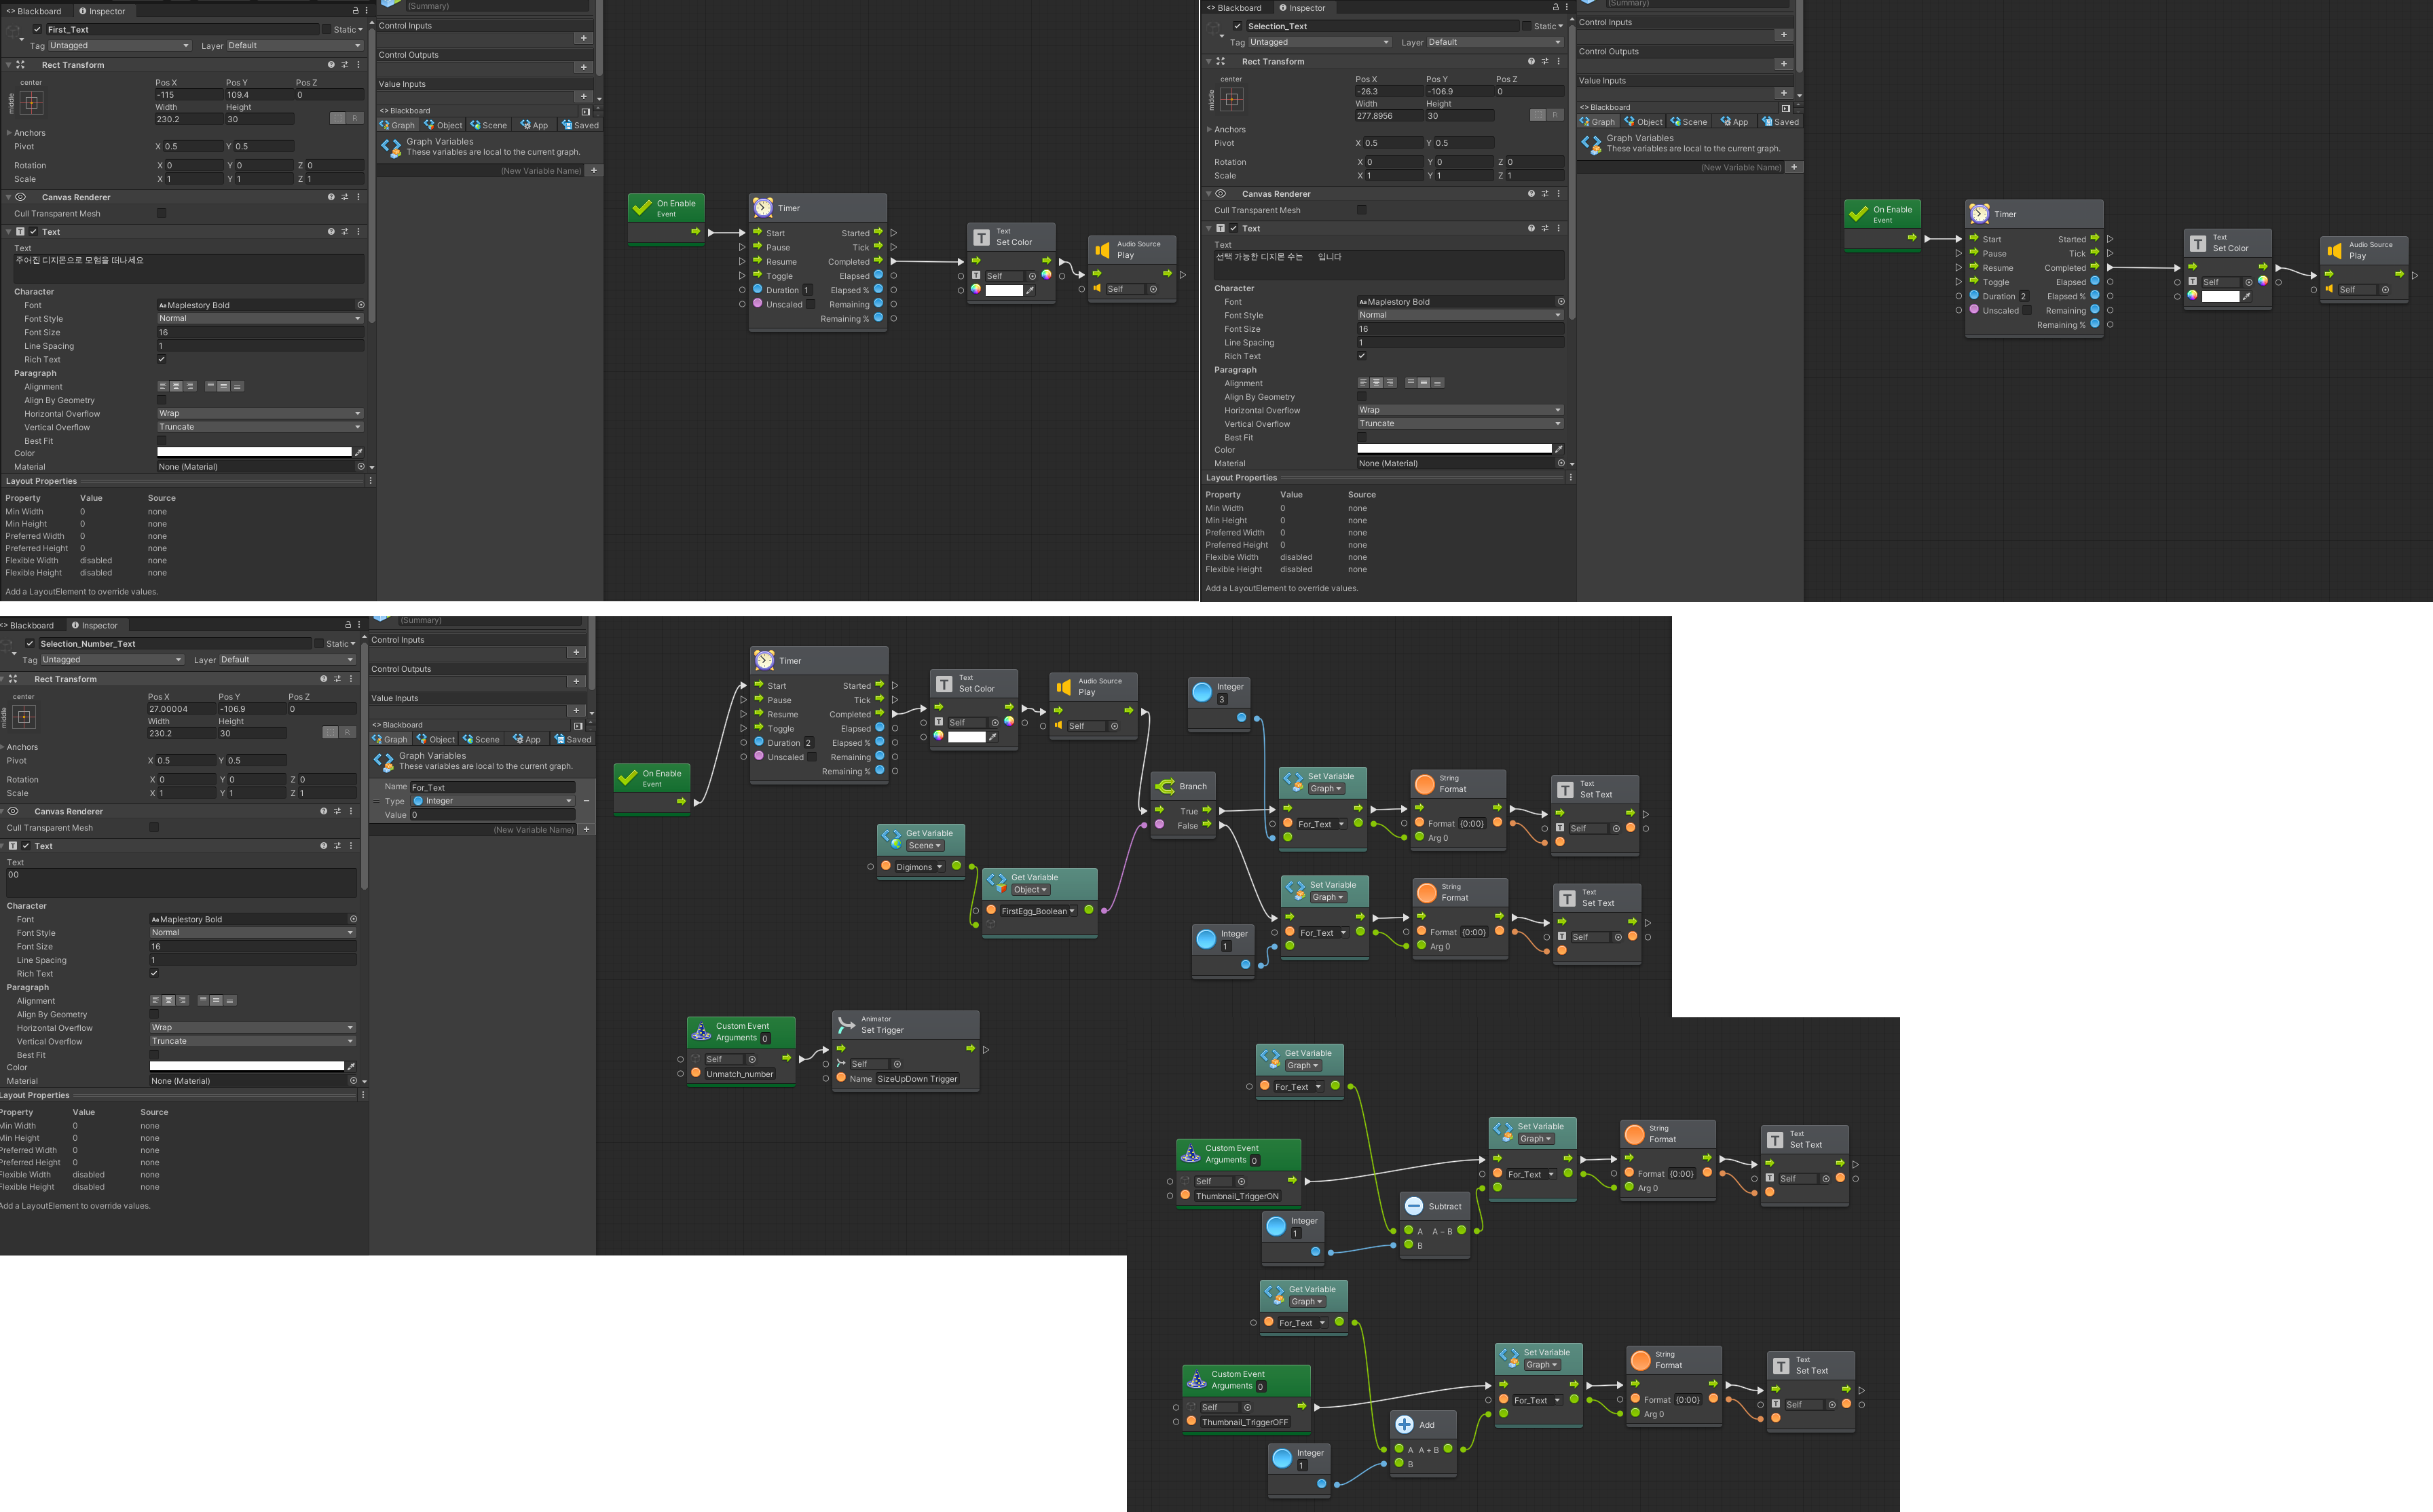 <> Blackboard
Inspector
First_Text
Static
Tag Untagged
Layer Default
Rect Transform
center
middle
Pos X
Pos Y
Pos Z
-115
109.4
0
Width
Height
230.2
30
R
Anchors
Pivot
X 0.5
Y 0.5
Rotation
X 0
Y 0
Z 0
Scale
X 1
Y 1
Z 1
Canvas Renderer
Cull Transparent Mesh
Text
Text
주어진 디지몬으로 모험을 떠나세요
Character
Font
Aa Maplestory Bold
Font Style
Normal
Font Size
16
Line Spacing
1
Rich Text
Paragraph
Alignment
Align By Geometry
Horizontal Overflow
Wrap
Vertical Overflow
Truncate
Best Fit
Color
Material
None (Material)
Layout Properties
Property
Value
Source
Min Width 0 none
Min Height 0 none
Preferred Width 0 none
Preferred Height 0 none
Flexible Width disabled none
Flexible Height disabled none
Add a LayoutElement to override values.
(Summary)
Control Inputs
Control Outputs
Value Inputs
<> Blackboard
Graph
Object
Scene
App
Saved
Graph Variables
These variables are local to the current graph.
(New Variable Name)
On Enable
Event
Timer
Start Started
Pause Tick
Resume Completed
Toggle Elapsed
Duration 1 Elapsed %
Unscaled Remaining
Remaining %
Text
Set Color
Self
Audio Source
Play
Self
<> Blackboard
Inspector
Selection_Text
Static
Tag Untagged
Layer Default
Rect Transform
center
middle
Pos X
Pos Y
Pos Z
-26.3
-106.9
0
Width
Height
277.8956
30
R
Anchors
Pivot
X 0.5
Y 0.5
Rotation
X 0
Y 0
Z 0
Scale
X 1
Y 1
Z 1
Canvas Renderer
Cull Transparent Mesh
Text
Text
선택 가능한 디지몬 수는 입니다
Character
Font
Aa Maplestory Bold
Font Style
Normal
Font Size
16
Line Spacing
1
Rich Text
Paragraph
Alignment
Align By Geometry
Horizontal Overflow
Wrap
Vertical Overflow
Truncate
Best Fit
Color
Material
None (Material)
Layout Properties
Property
Value
Source
Min Width 0 none
Min Height 0 none
Preferred Width 0 none
Preferred Height 0 none
Flexible Width disabled none
Flexible Height disabled none
Add a LayoutElement to override values.
(Summary)
Control Inputs
Control Outputs
Value Inputs
<> Blackboard
Graph
Object
Scene
App
Saved
Graph Variables
These variables are local to the current graph.
(New Variable Name)
On Enable
Event
Timer
Start Started
Pause Tick
Resume Completed
Toggle Elapsed
Duration 2 Elapsed %
Unscaled Remaining
Remaining %
Text
Set Color
Self
Audio Source
Play
Self
<> Blackboard
Inspector
Selection_Number_Text
Static
Tag Untagged
Layer Default
Rect Transform
center
middle
Pos X
Pos Y
Pos Z
27.00004
-106.9
0
Width
Height
230.2
30
R
Anchors
Pivot
X 0.5
Y 0.5
Rotation
X 0
Y 0
Z 0
Scale
X 1
Y 1
Z 1
Canvas Renderer
Cull Transparent Mesh
Text
Text
00
Character
Font
Aa Maplestory Bold
Font Style
Normal
Font Size
16
Line Spacing
1
Rich Text
Paragraph
Alignment
Align By Geometry
Horizontal Overflow
Wrap
Vertical Overflow
Truncate
Best Fit
Color
Material
None (Material)
Layout Properties
Property
Value
Source
Min Width 0 none
Min Height 0 none
Preferred Width 0 none
Preferred Height 0 none
Flexible Width disabled none
Flexible Height disabled none
Add a LayoutElement to override values.
(Summary)
Control Inputs
Control Outputs
Value Inputs
<> Blackboard
Graph
Object
Scene
App
Saved
Graph Variables
These variables are local to the current graph.
Name For_Text
Type Integer
Value 0
(New Variable Name)
On Enable
Event
Timer
Start Started
Pause Tick
Resume Completed
Toggle Elapsed
Duration 2 Elapsed %
Unscaled Remaining
Remaining %
Text
Set Color
Self
Audio Source
Play
Self
Integer
3
Branch
True
False
Get Variable
Scene
Digimons
Get Variable
Object
FirstEgg_Boolean
Set Variable
Graph
For_Text
String
Format
Format {0:00}
Arg 0
Text
Set Text
Self
Integer
1
Set Variable
Graph
For_Text
String
Format
Format {0:00}
Arg 0
Text
Set Text
Self
Custom Event
Arguments 0
Self
Unmatch_number
Animator
Set Trigger
Self
Name SizeUpDown Trigger
Get Variable
Graph
For_Text
Custom Event
Arguments 0
Self
Thumbnail_TriggerON
Integer
1
Subtract
A A − B
B
Set Variable
Graph
For_Text
String
Format
Format {0:00}
Arg 0
Text
Set Text
Self
Get Variable
Graph
For_Text
Custom Event
Arguments 0
Self
Thumbnail_TriggerOFF
Integer
1
Add
A A + B
B
Set Variable
Graph
For_Text
String
Format
Format {0:00}
Arg 0
Text
Set Text
Self